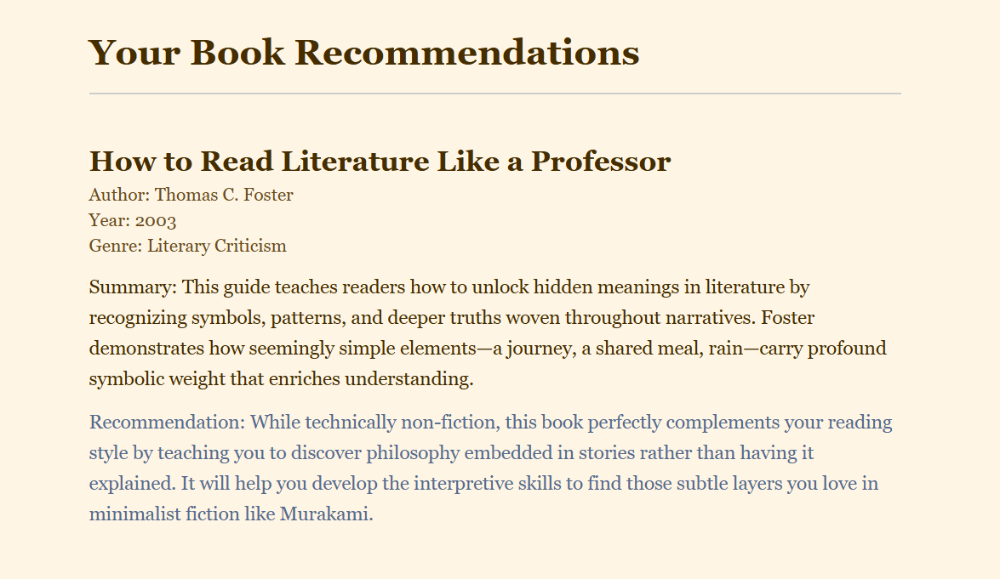 Your Book Recommendations
How to Read Literature Like a Professor
Author: Thomas C. Foster
Year: 2003
Genre: Literary Criticism
Summary: This guide teaches readers how to unlock hidden meanings in literature by
recognizing symbols, patterns, and deeper truths woven throughout narratives. Foster
demonstrates how seemingly simple elements—a journey, a shared meal, rain—carry profound
symbolic weight that enriches understanding.
Recommendation: While technically non-fiction, this book perfectly complements your reading
style by teaching you to discover philosophy embedded in stories rather than having it
explained. It will help you develop the interpretive skills to find those subtle layers you love in
minimalist fiction like Murakami.